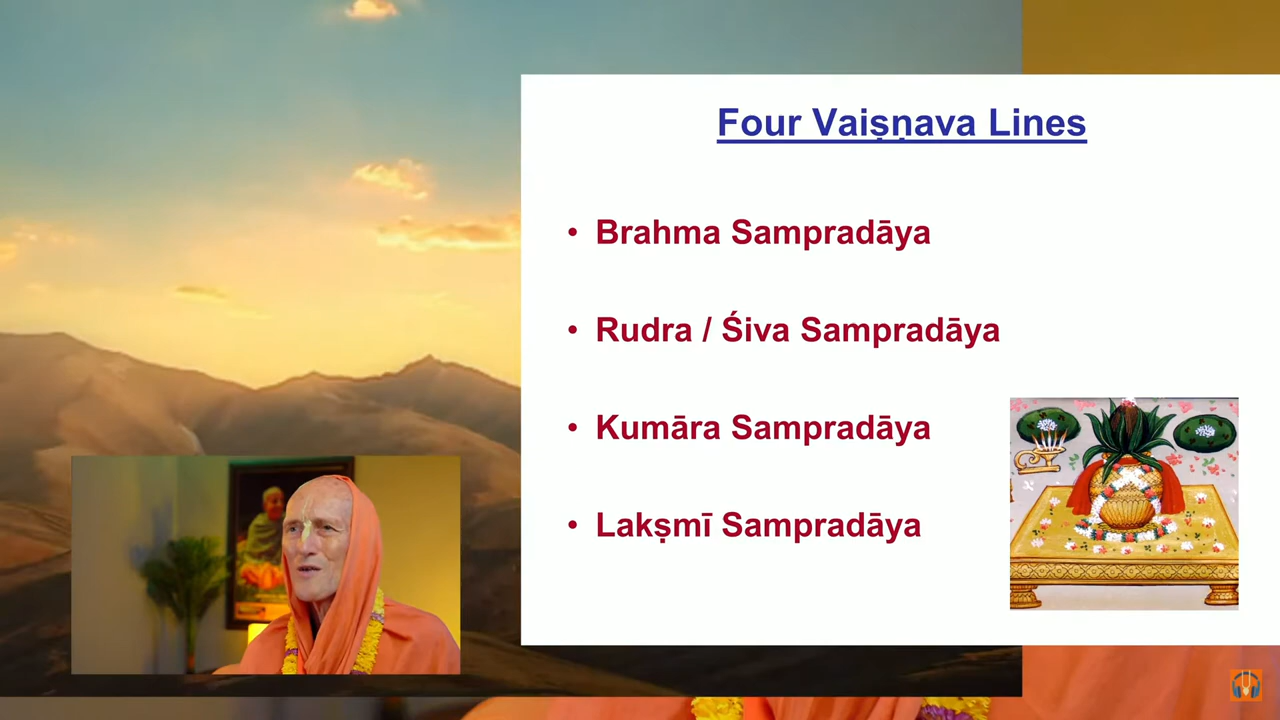 Four Vaiṣṇava Lines
• Brahma Sampradāya
• Rudra / Śiva Sampradāya
• Kumāra Sampradāya
• Lakṣmī Sampradāya